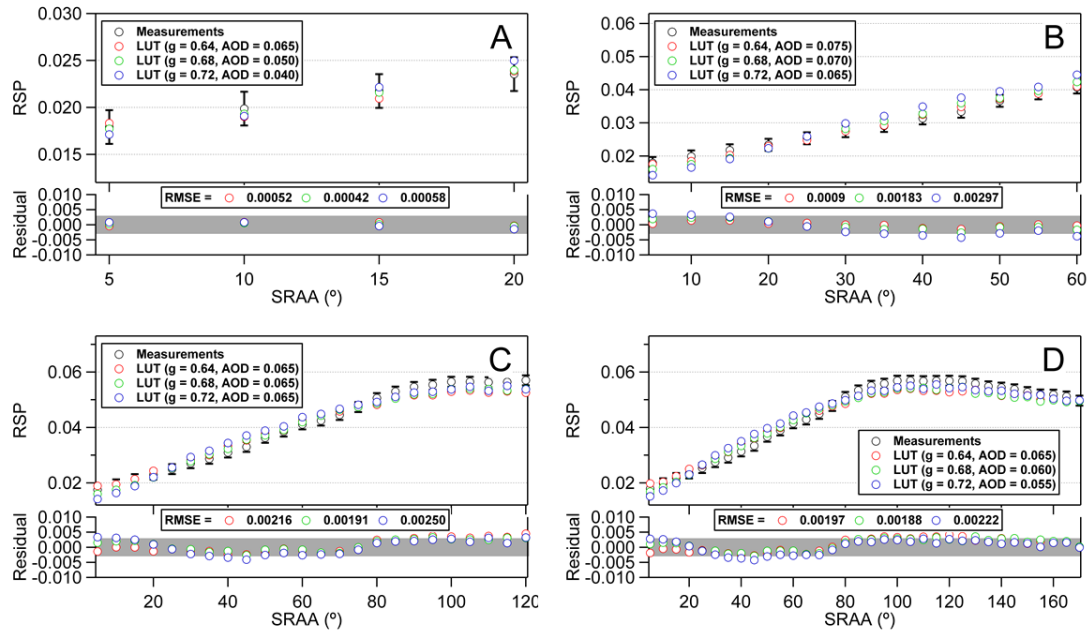 A
Measurements
LUT (g = 0.64, AOD = 0.065)
LUT (g = 0.68, AOD = 0.050)
LUT (g = 0.72, AOD = 0.040)
RSP
0.030
0.025
0.020
0.015
RMSE = 0.00052 0.00042 0.00058
Residual
0.010
0.005
0.000
-0.005
-0.010
5 10 15 20
SRAA (º)
B
Measurements
LUT (g = 0.64, AOD = 0.075)
LUT (g = 0.68, AOD = 0.070)
LUT (g = 0.72, AOD = 0.065)
RSP
0.06
0.05
0.04
0.03
0.02
RMSE = 0.0009 0.00183 0.00297
Residual
0.010
0.005
0.000
-0.005
-0.010
10 20 30 40 50 60
SRAA (º)
C
Measurements
LUT (g = 0.64, AOD = 0.065)
LUT (g = 0.68, AOD = 0.065)
LUT (g = 0.72, AOD = 0.065)
RSP
0.06
0.04
0.02
RMSE = 0.00216 0.00191 0.00250
Residual
0.010
0.005
0.000
-0.005
-0.010
20 40 60 80 100 120
SRAA (º)
D
Measurements
LUT (g = 0.64, AOD = 0.065)
LUT (g = 0.68, AOD = 0.060)
LUT (g = 0.72, AOD = 0.055)
RSP
0.06
0.04
0.02
RMSE = 0.00197 0.00188 0.00222
Residual
0.010
0.005
0.000
-0.005
-0.010
20 40 60 80 100 120 140 160
SRAA (º)